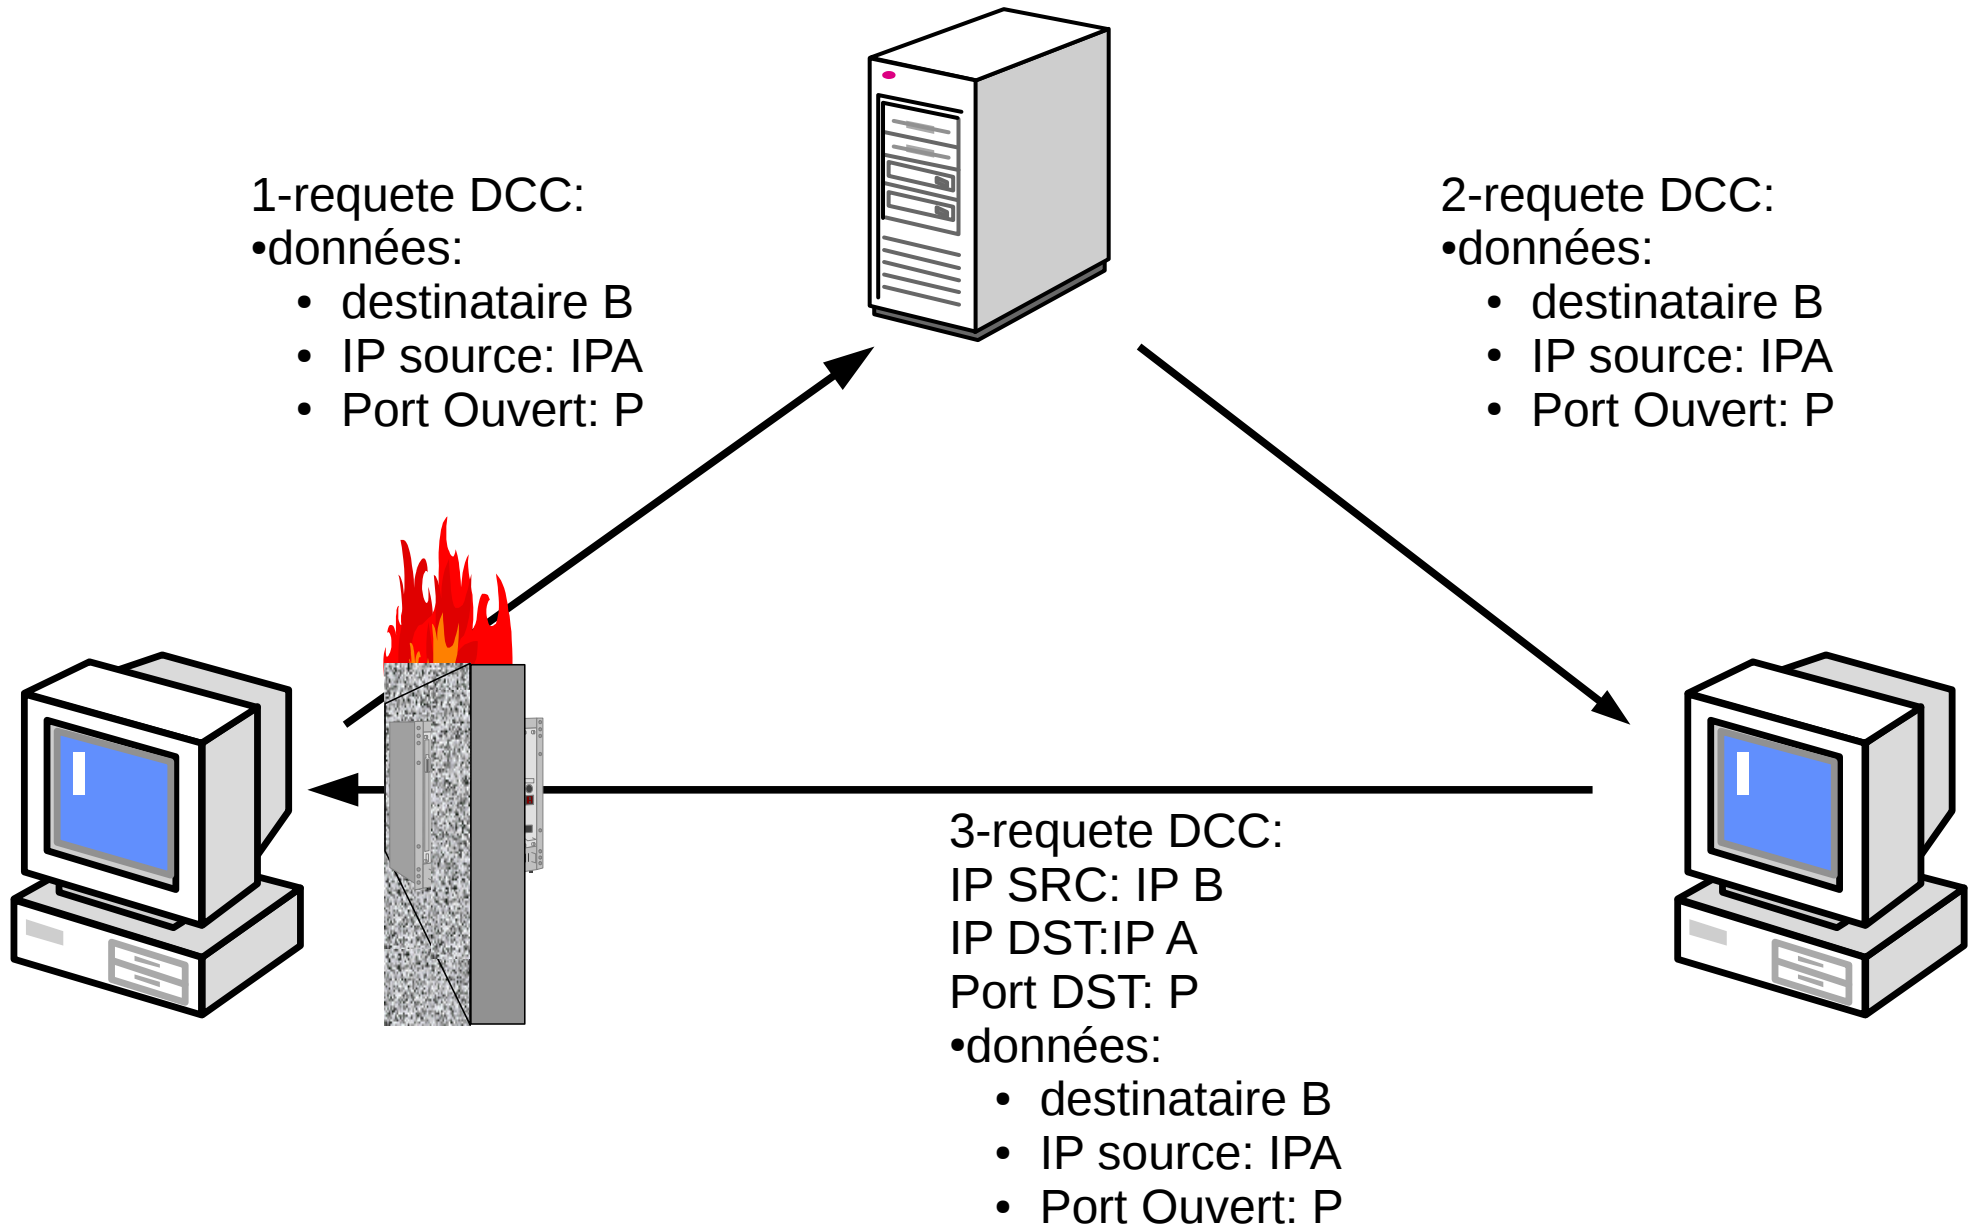 1-requete DCC:
•données:
• destinataire B
• IP source: IPA
• Port Ouvert: P
2-requete DCC:
•données:
• destinataire B
• IP source: IPA
• Port Ouvert: P
3-requete DCC:
IP SRC: IP B
IP DST:IP A
Port DST: P
•données:
• destinataire B
• IP source: IPA
• Port Ouvert: P